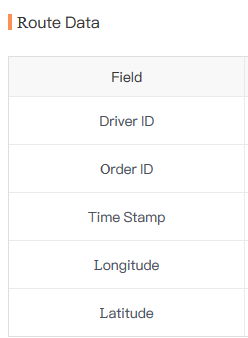 Route Data
Field
Driver ID
Order ID
Time Stamp
Longitude
Latitude